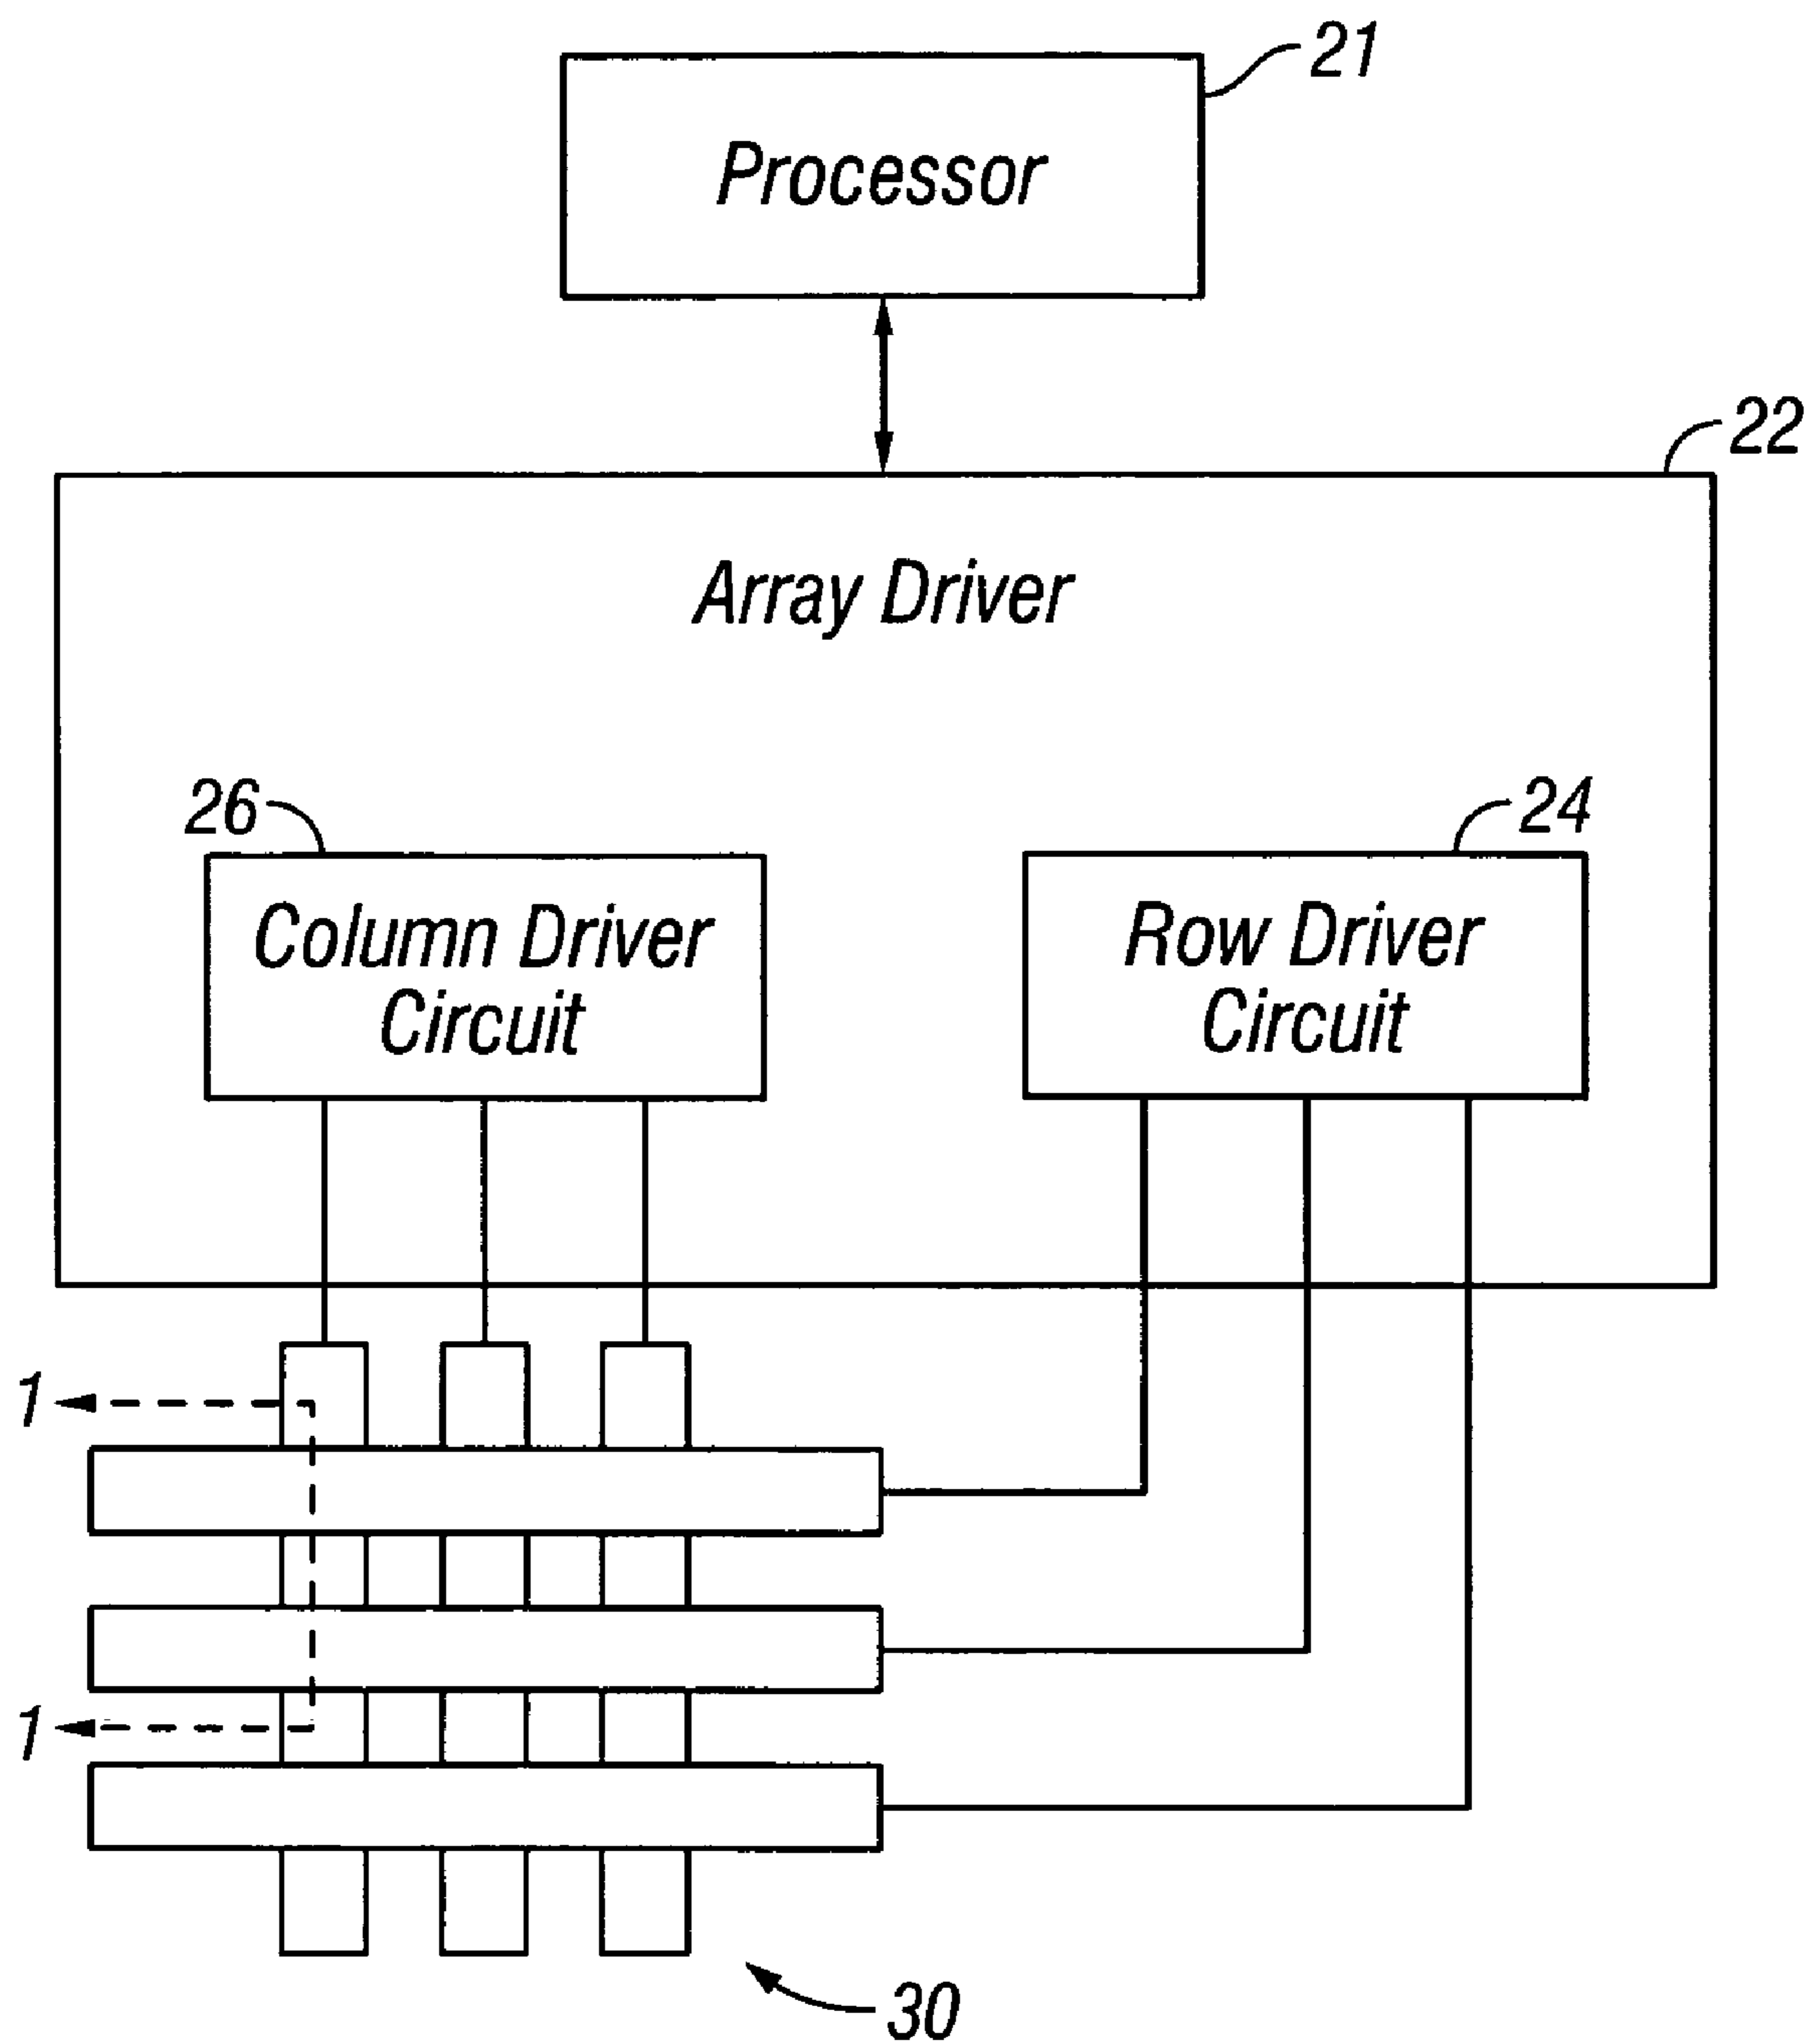 21
Processor
22
Array Driver
26
24
Column Driver
Circuit
Row Driver
Circuit
1
1
30